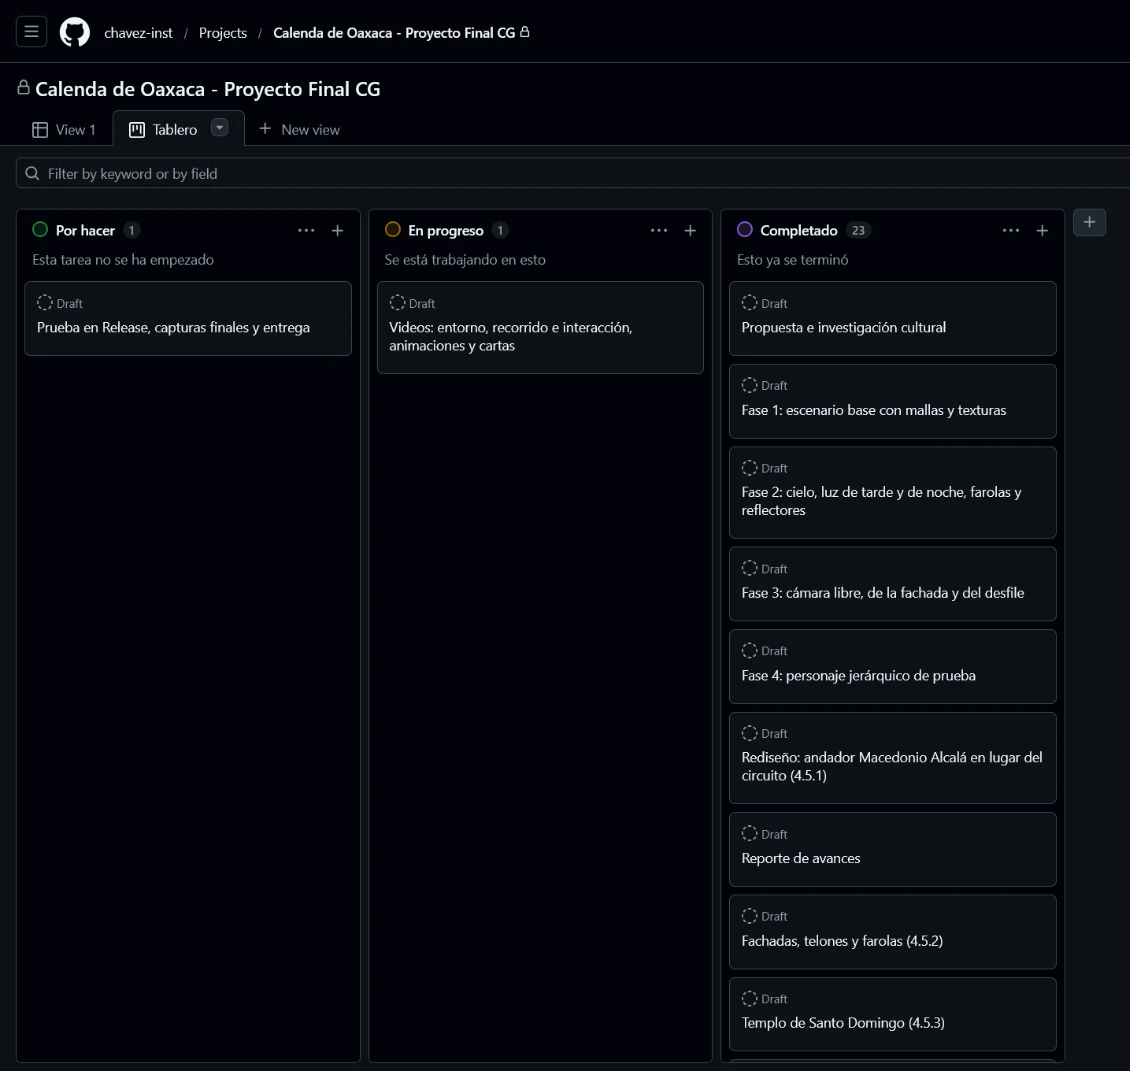 chavez-inst / Projects / Calenda de Oaxaca - Proyecto Final CG
Calenda de Oaxaca - Proyecto Final CG
View 1 Tablero New view
Filter by keyword or by field
Por hacer 1
Esta tarea no se ha empezado
Draft
Prueba en Release, capturas finales y entrega
En progreso 1
Se está trabajando en esto
Draft
Videos: entorno, recorrido e interacción,
animaciones y cartas
Completado 23
Esto ya se terminó
Draft
Propuesta e investigación cultural
Draft
Fase 1: escenario base con mallas y texturas
Draft
Fase 2: cielo, luz de tarde y de noche, farolas y
reflectores
Draft
Fase 3: cámara libre, de la fachada y del desfile
Draft
Fase 4: personaje jerárquico de prueba
Draft
Rediseño: andador Macedonio Alcalá en lugar del
circuito (4.5.1)
Draft
Reporte de avances
Draft
Fachadas, telones y farolas (4.5.2)
Draft
Templo de Santo Domingo (4.5.3)